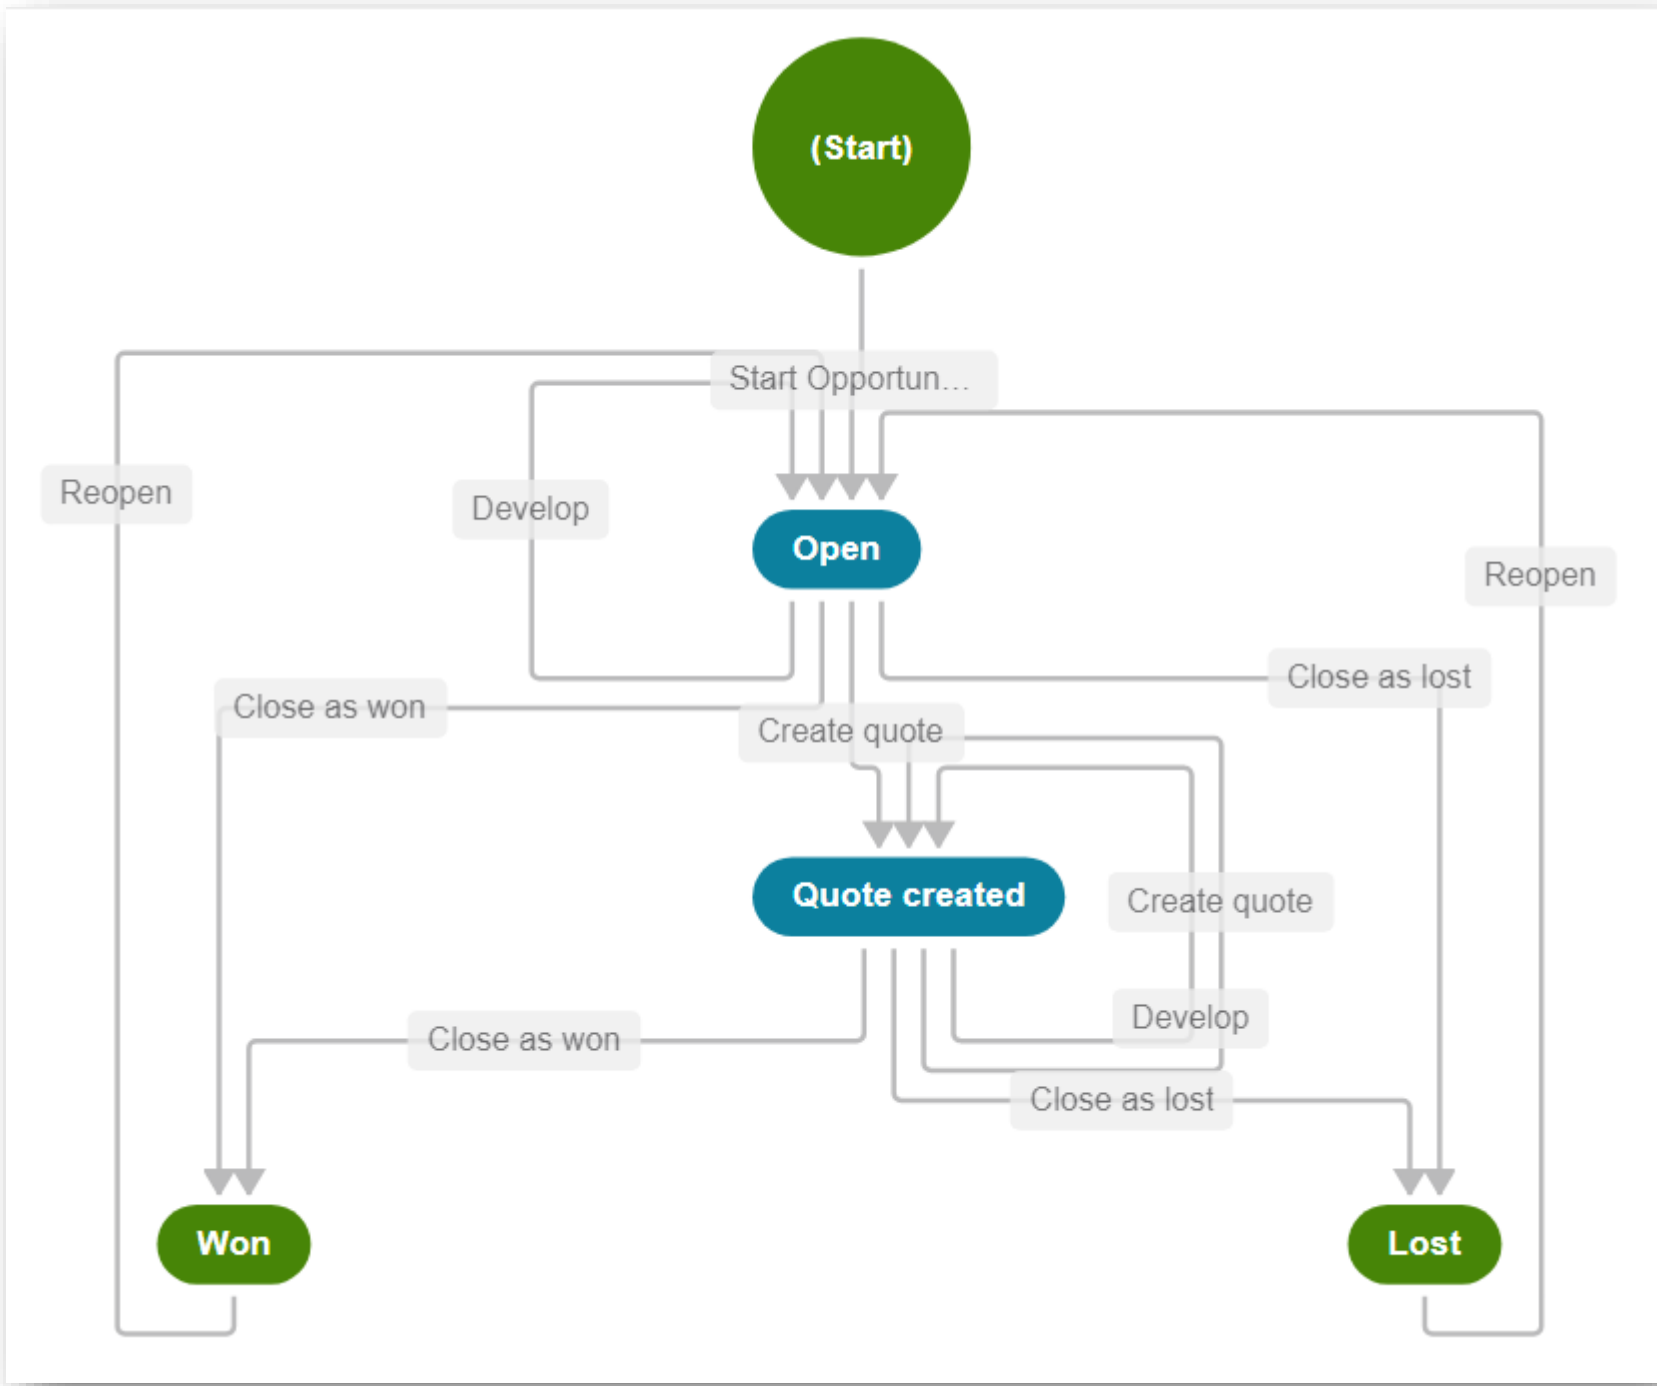 (Start)
Start Opportun...
Reopen
Develop
Open
Reopen
Close as lost
Close as won
Create quote
Quote created
Create quote
Develop
Close as won
Close as lost
Won
Lost